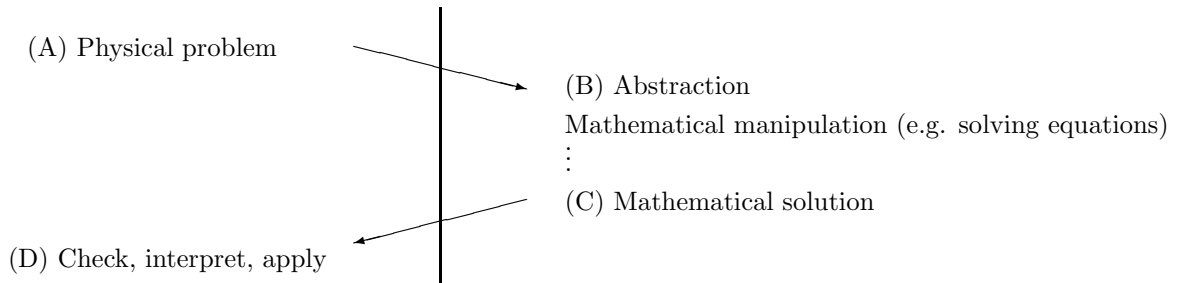 (A) Physical problem
(B) Abstraction
Mathematical manipulation (e.g. solving equations)
⋮
(C) Mathematical solution
(D) Check, interpret, apply